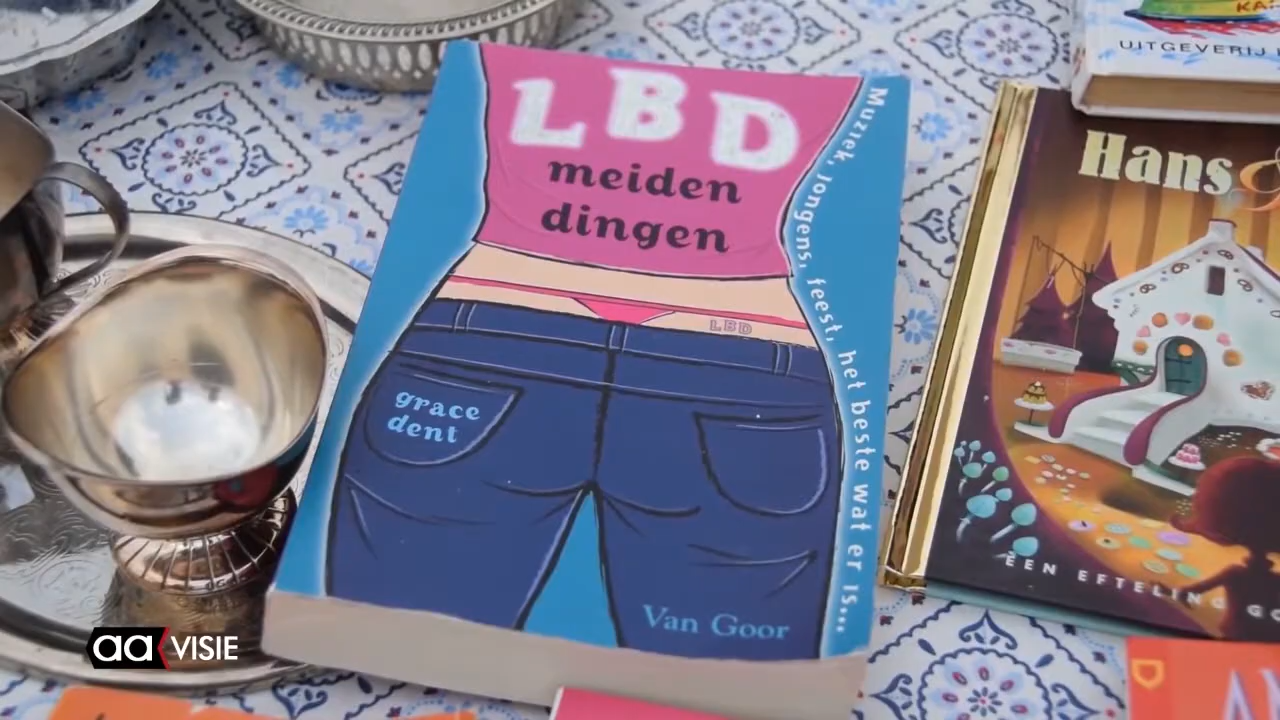 LBD
meiden
dingen
Muziek, Jongens, feest, het beste wat er is...
LBD
grace
dent
Van Goor
UITGEVERIJ
Hans &
EEN EFTELING GO
aa VISIE